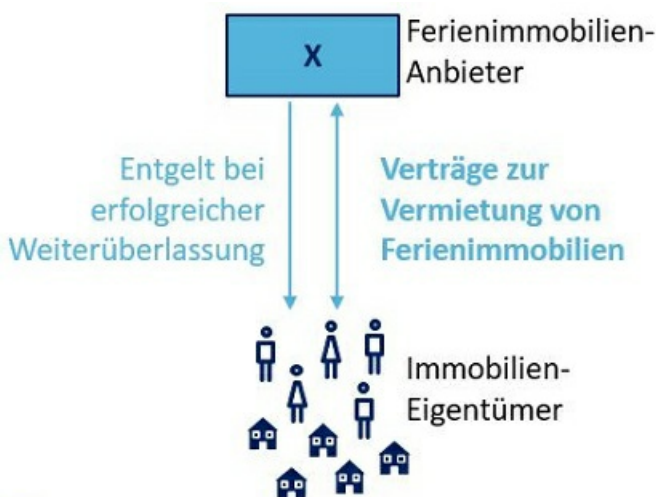 X
Ferienimmobilien-
Anbieter
Entgelt bei
erfolgreicher
Weiterüberlassung
Verträge zur
Vermietung von
Ferienimmobilien
Immobilien-
Eigentümer